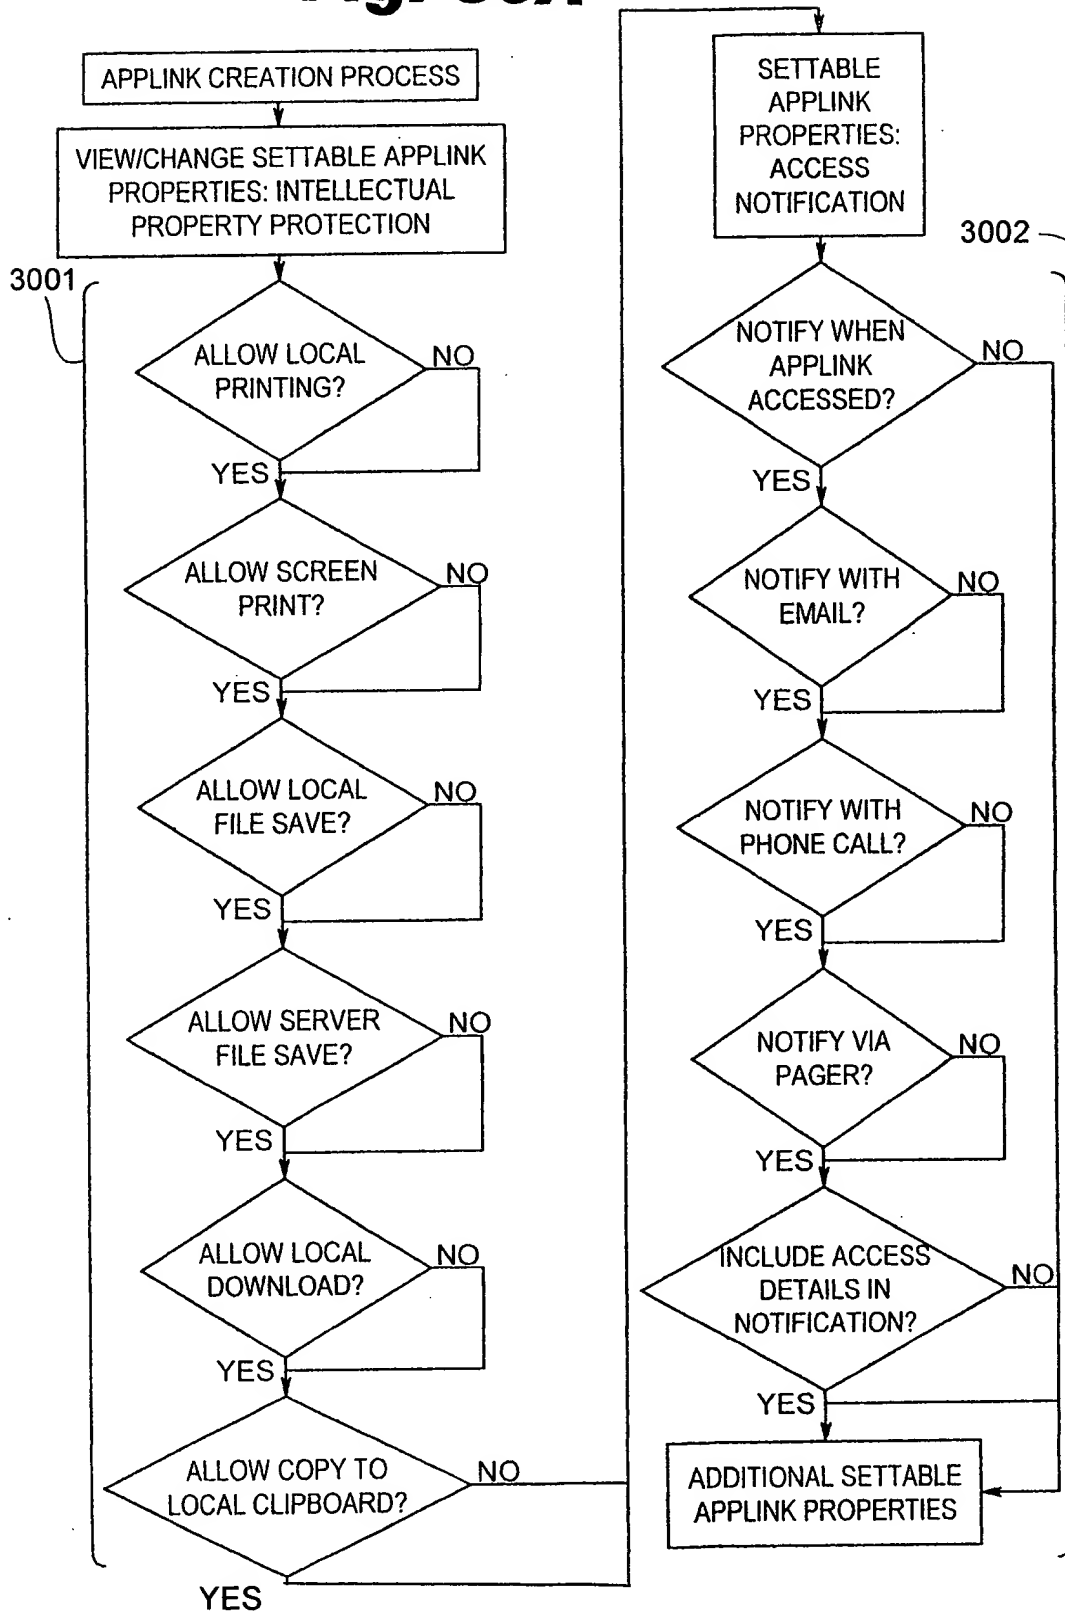 APPLINK CREATION PROCESS
VIEW/CHANGE SETTABLE APPLINK
PROPERTIES: INTELLECTUAL
PROPERTY PROTECTION
3001
ALLOW LOCAL
PRINTING?
NO
YES
ALLOW SCREEN
PRINT?
NO
YES
ALLOW LOCAL
FILE SAVE?
NO
YES
ALLOW SERVER
FILE SAVE?
NO
YES
ALLOW LOCAL
DOWNLOAD?
NO
YES
ALLOW COPY TO
LOCAL CLIPBOARD?
NO
YES
SETTABLE
APPLINK
PROPERTIES:
ACCESS
NOTIFICATION
3002
NOTIFY WHEN
APPLINK
ACCESSED?
NO
YES
NOTIFY WITH
EMAIL?
NO
YES
NOTIFY WITH
PHONE CALL?
NO
YES
NOTIFY VIA
PAGER?
NO
YES
INCLUDE ACCESS
DETAILS IN
NOTIFICATION?
NO
YES
ADDITIONAL SETTABLE
APPLINK PROPERTIES